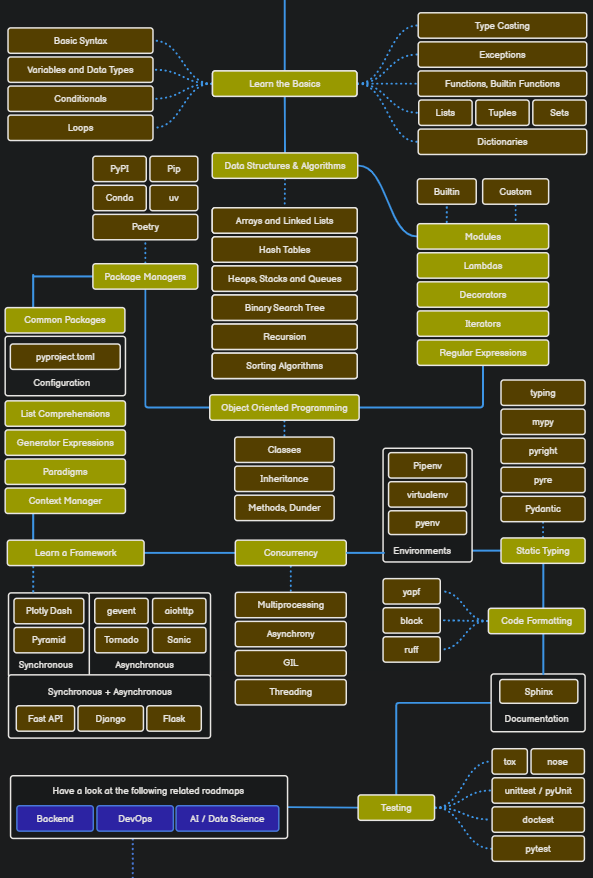 Basic Syntax
Variables and Data Types
Conditionals
Loops
Learn the Basics
Type Casting
Exceptions
Functions, Builtin Functions
Lists
Tuples
Sets
Dictionaries
Data Structures & Algorithms
Arrays and Linked Lists
Hash Tables
Heaps, Stacks and Queues
Binary Search Tree
Recursion
Sorting Algorithms
Builtin
Custom
Modules
Lambdas
Decorators
Iterators
Regular Expressions
PyPI
Pip
Conda
uv
Poetry
Package Managers
Common Packages
pyproject.toml
Configuration
List Comprehensions
Generator Expressions
Paradigms
Context Manager
Object Oriented Programming
Classes
Inheritance
Methods, Dunder
Learn a Framework
Plotly Dash
Pyramid
Synchronous
gevent
aiohttp
Tornado
Sanic
Asynchronous
Synchronous + Asynchronous
Fast API
Django
Flask
Concurrency
Multiprocessing
Asynchrony
GIL
Threading
Pipenv
virtualenv
pyenv
Environments
typing
mypy
pyright
pyre
Pydantic
Static Typing
yapf
black
ruff
Code Formatting
Sphinx
Documentation
Testing
tox
nose
unittest / pyUnit
doctest
pytest
Have a look at the following related roadmaps
Backend
DevOps
AI / Data Science